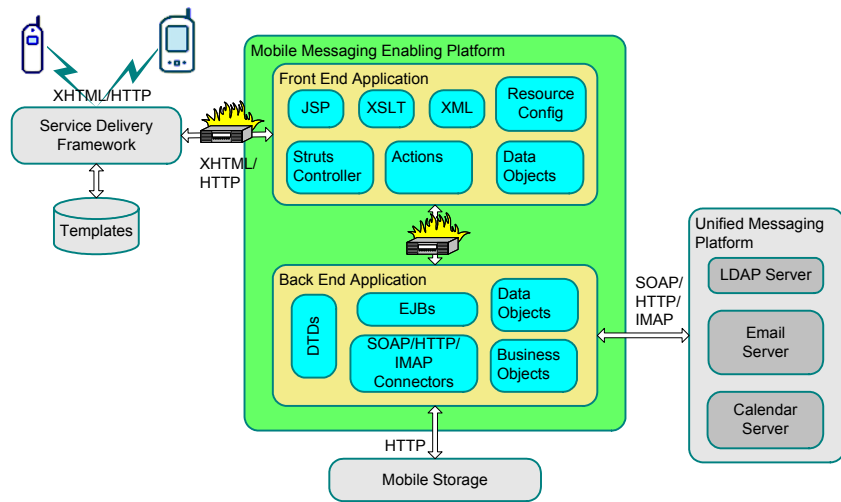 XHTML/HTTP
Service Delivery
Framework
Templates
XHTML/
HTTP
Mobile Messaging Enabling Platform
Front End Application
JSP
XSLT
XML
Resource
Config
Struts
Controller
Actions
Data
Objects
Back End Application
DTDs
EJBs
Data
Objects
SOAP/HTTP/
IMAP
Connectors
Business
Objects
HTTP
Mobile Storage
SOAP/
HTTP/
IMAP
Unified Messaging
Platform
LDAP Server
Email
Server
Calendar
Server